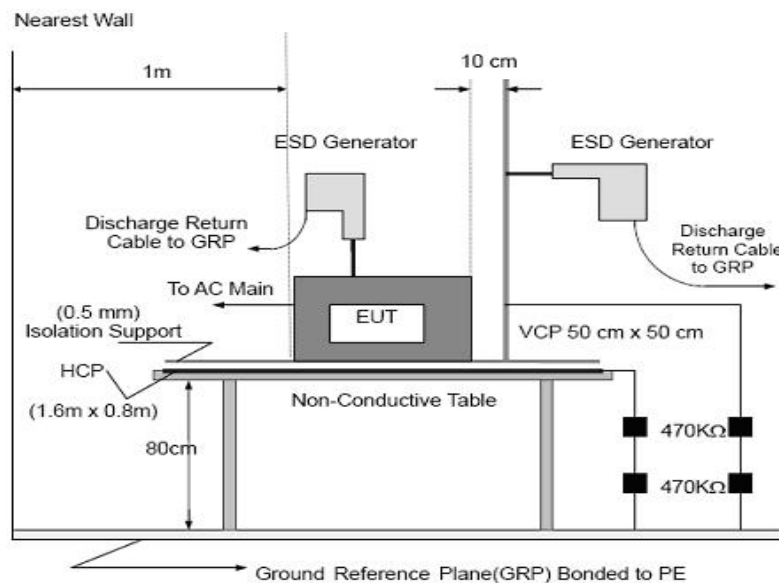 Nearest Wall
1m
10 cm
ESD Generator
ESD Generator
Discharge Return
Cable to GRP
Discharge
Return Cable
to GRP
To AC Main
(0.5 mm)
Isolation Support
EUT
VCP 50 cm x 50 cm
HCP
(1.6m x 0.8m)
Non-Conductive Table
80cm
470KΩ
470KΩ
Ground Reference Plane(GRP) Bonded to PE